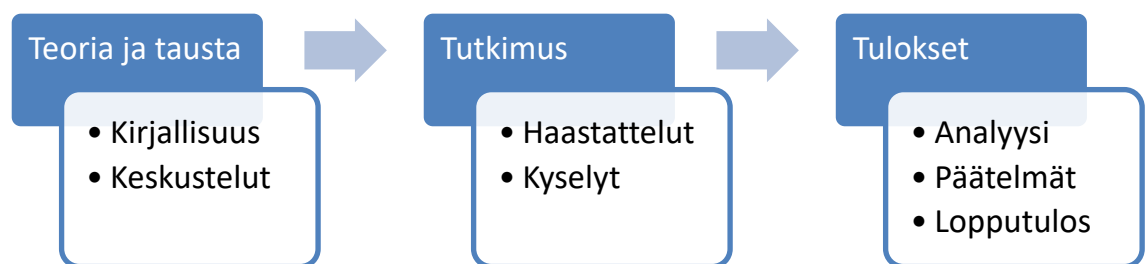 Teoria ja tausta
• Kirjallisuus
• Keskustelut
Tutkimus
• Haastattelut
• Kyselyt
Tulokset
• Analyysi
• Päätelmät
• Lopputulos